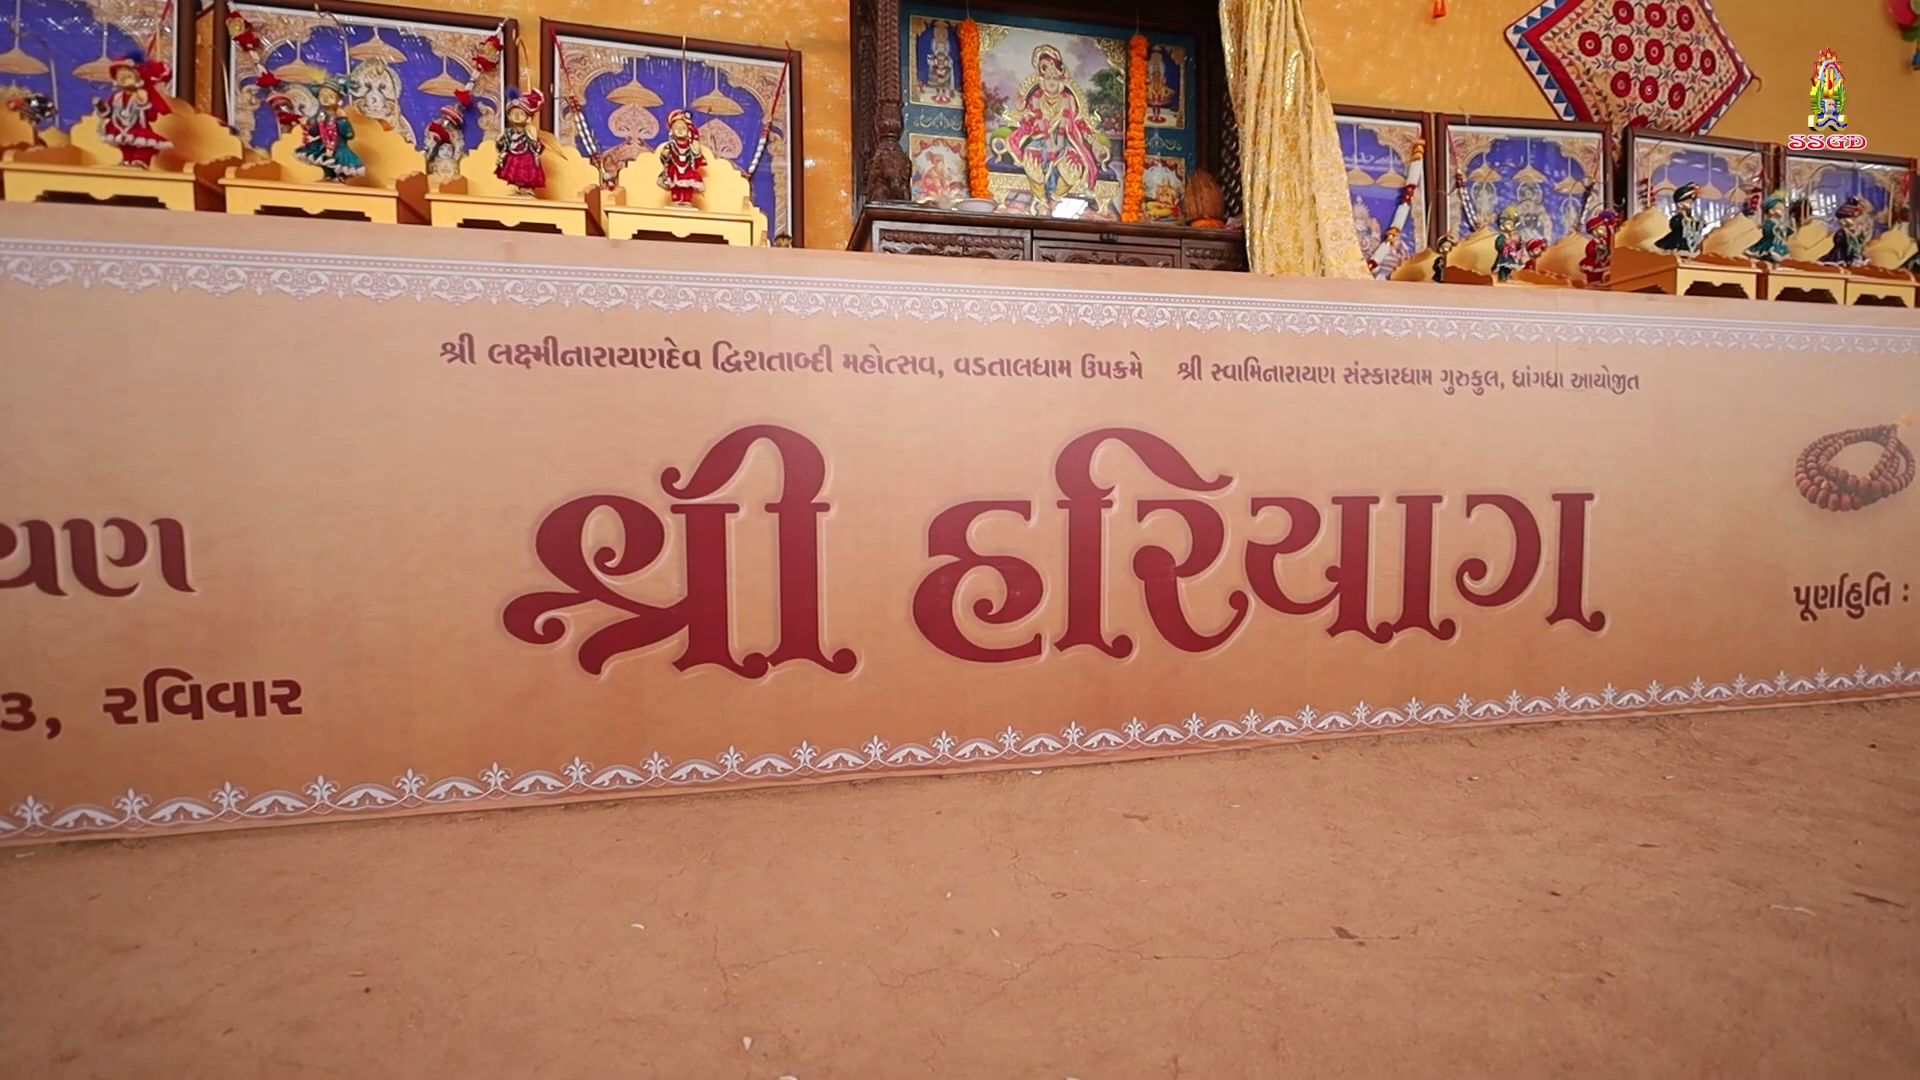 SSGD
શ્રી લક્ષ્મીનારાયણદેવ દ્વિશતાબ્દી મહોત્સવ, વડતાલધામ ઉપક્રમે શ્રી સ્વામિનારાયણ સંસ્કારધામ ગુરુકુલ, ધ્રાંગધ્રા આયોજીત
શ્રી હરિયાગ
યણ
પૂર્ણાહુતિ :
૩, રવિવાર